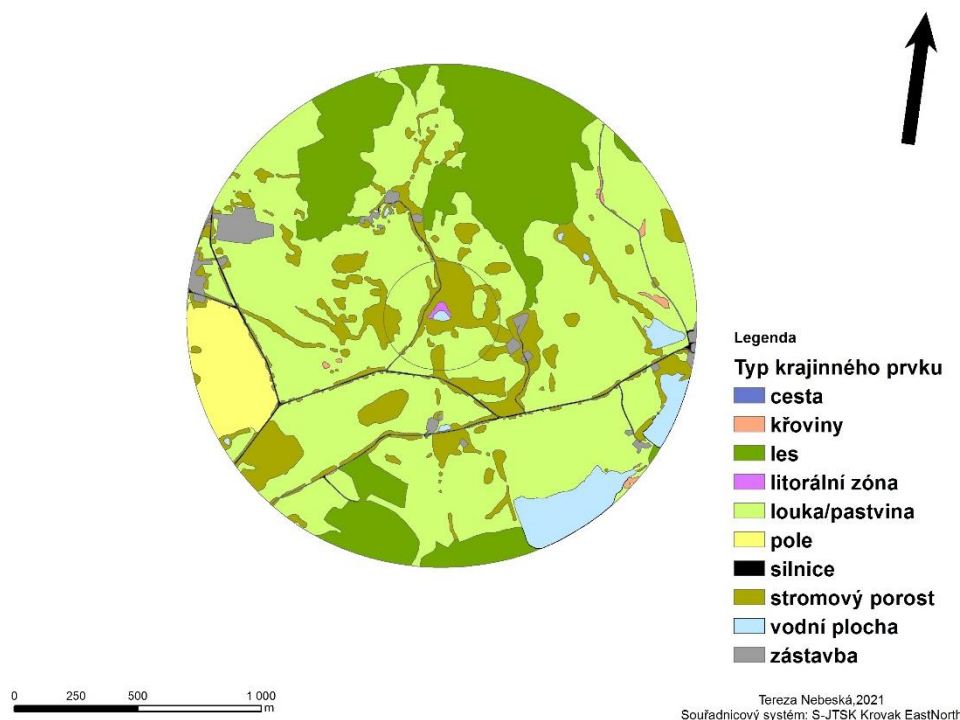 Legenda
Typ krajinného prvku
cesta
křoviny
les
litorální zóna
louka/pastvina
pole
silnice
stromový porost
vodní plocha
zástavba
0 250 500 1 000
m
Tereza Nebeská,2021
Souřadnicový systém: S-JTSK Krovak EastNorth